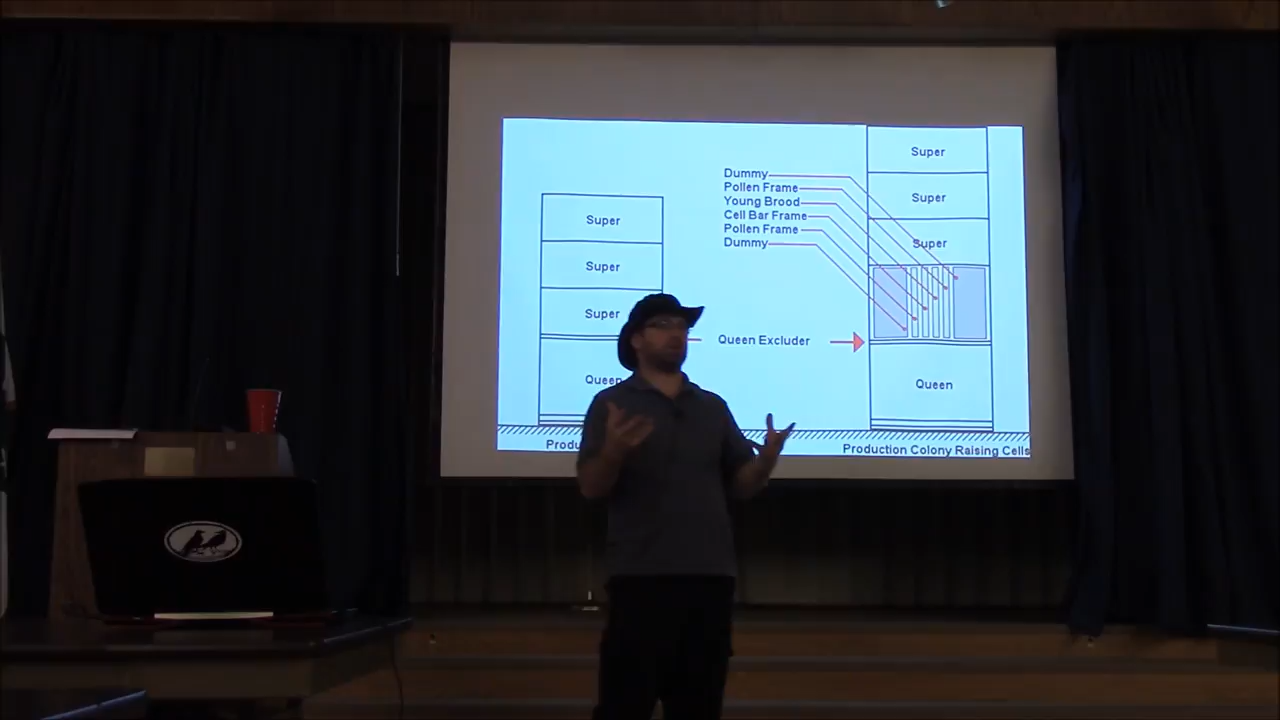 Super
Super
Super
Queen
Produ
Dummy
Pollen Frame
Young Brood
Cell Bar Frame
Pollen Frame
Dummy
Queen Excluder
Super
Super
Super
Queen
Production Colony Raising Cells